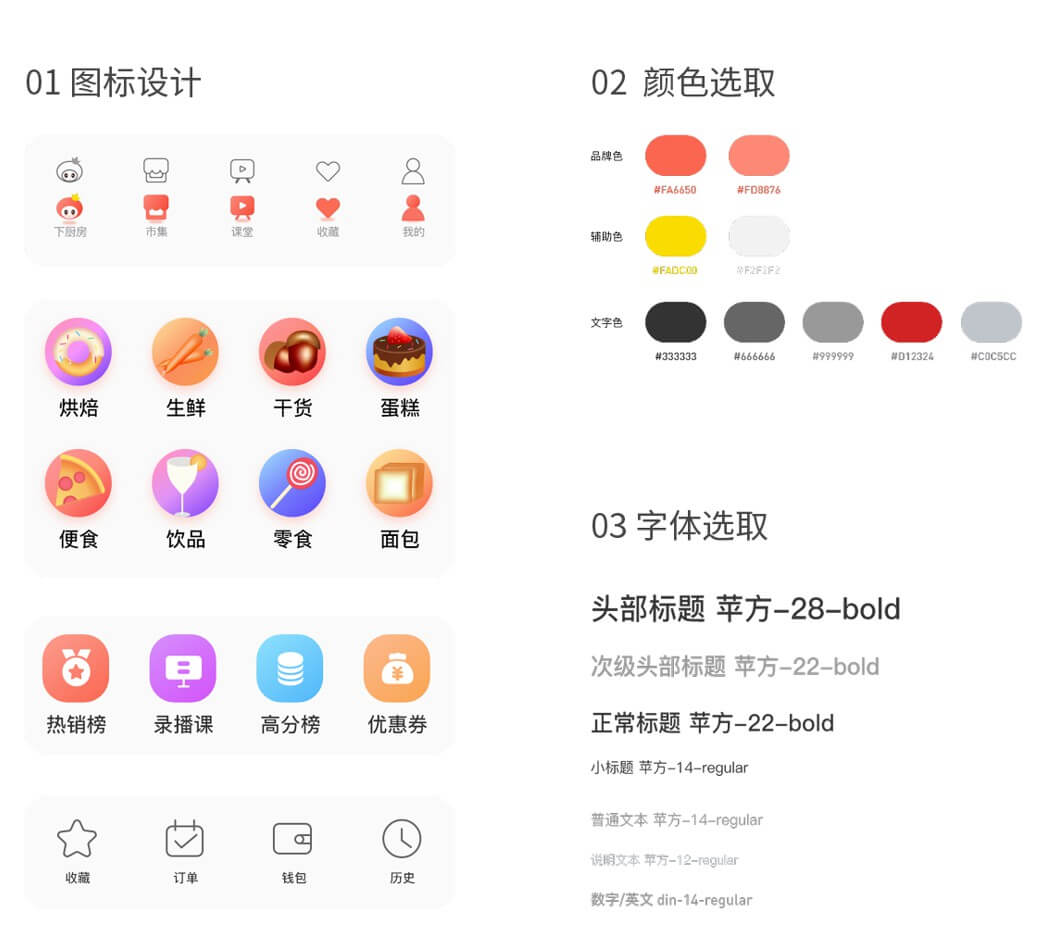 01 图标设计
下厨房 市集 课堂 收藏 我的
烘焙 生鲜 干货 蛋糕
便食 饮品 零食 面包
热销榜 录播课 高分榜 优惠券
收藏 订单 钱包 历史
02 颜色选取
品牌色
#FA6650 #FD8876
辅助色
#FADC00 #F2F2F2
文字色
#333333 #666666 #999999 #D12324 #C0C5CC
03 字体选取
头部标题 苹方-28-bold
次级头部标题 苹方-22-bold
正常标题 苹方-22-bold
小标题 苹方-14-regular
普通文本 苹方-14-regular
说明文本 苹方-12-regular
数字/英文 din-14-regular